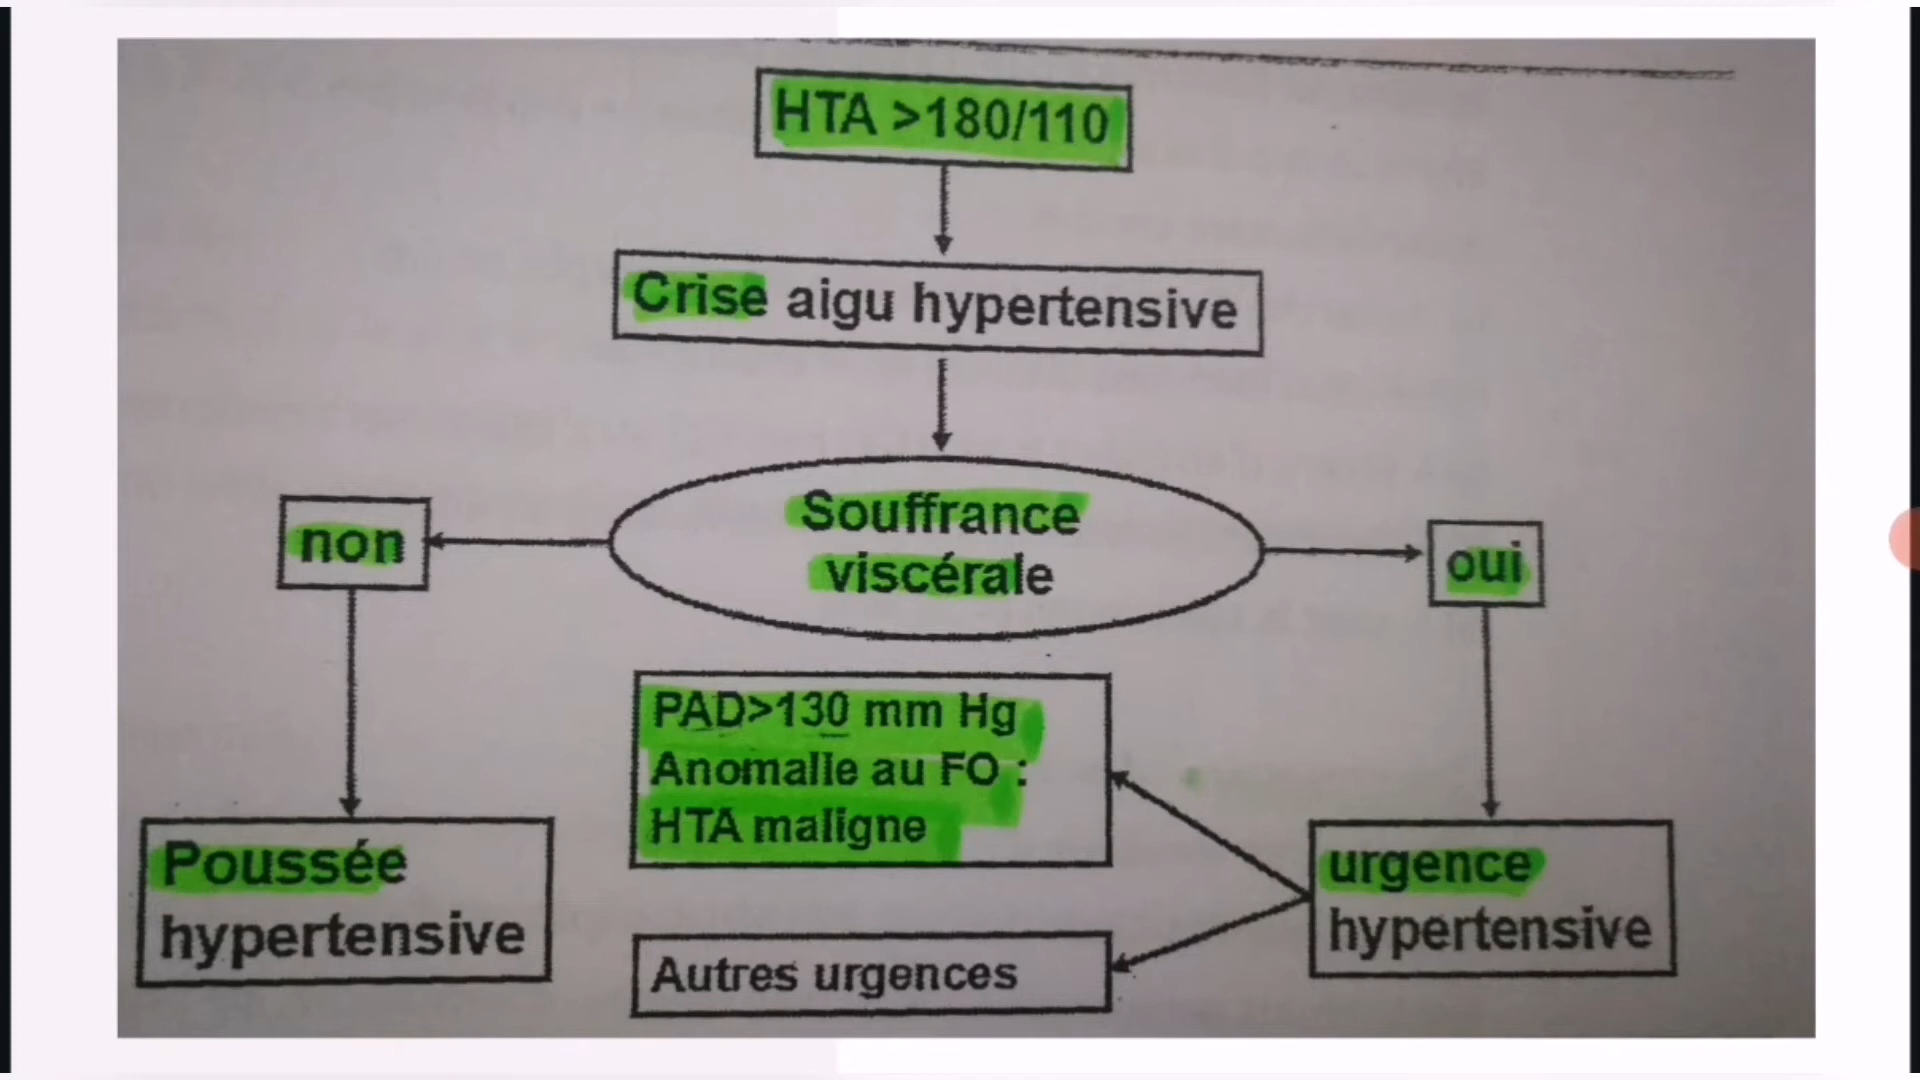 HTA >180/110
Crise aigu hypertensive
Souffrance
viscérale
non
oui
PAD>130 mm Hg
Anomalie au FO :
HTA maligne
Poussée
hypertensive
urgence
hypertensive
Autres urgences